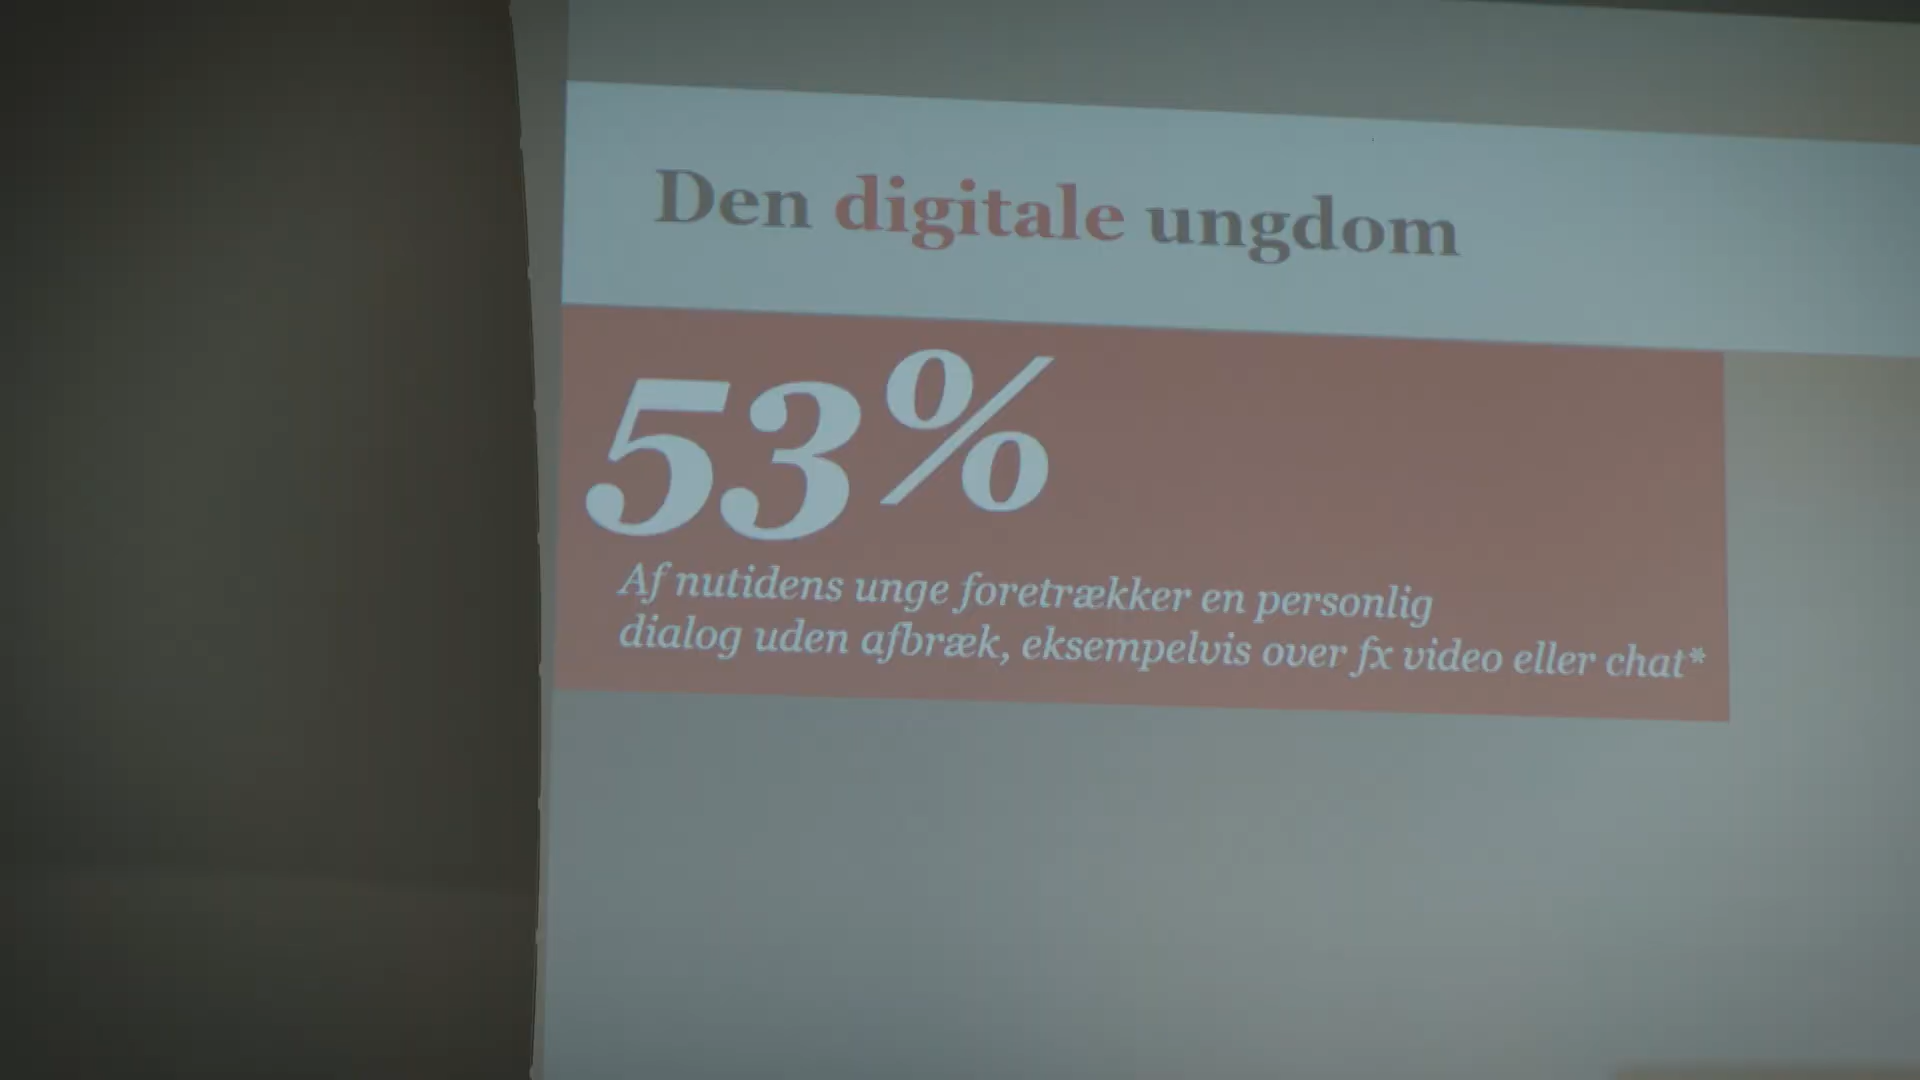 Den digitale ungdom
53%
Af nutidens unge foretrækker en personlig
dialog uden afbræk, eksempelvis over fx video eller chat*